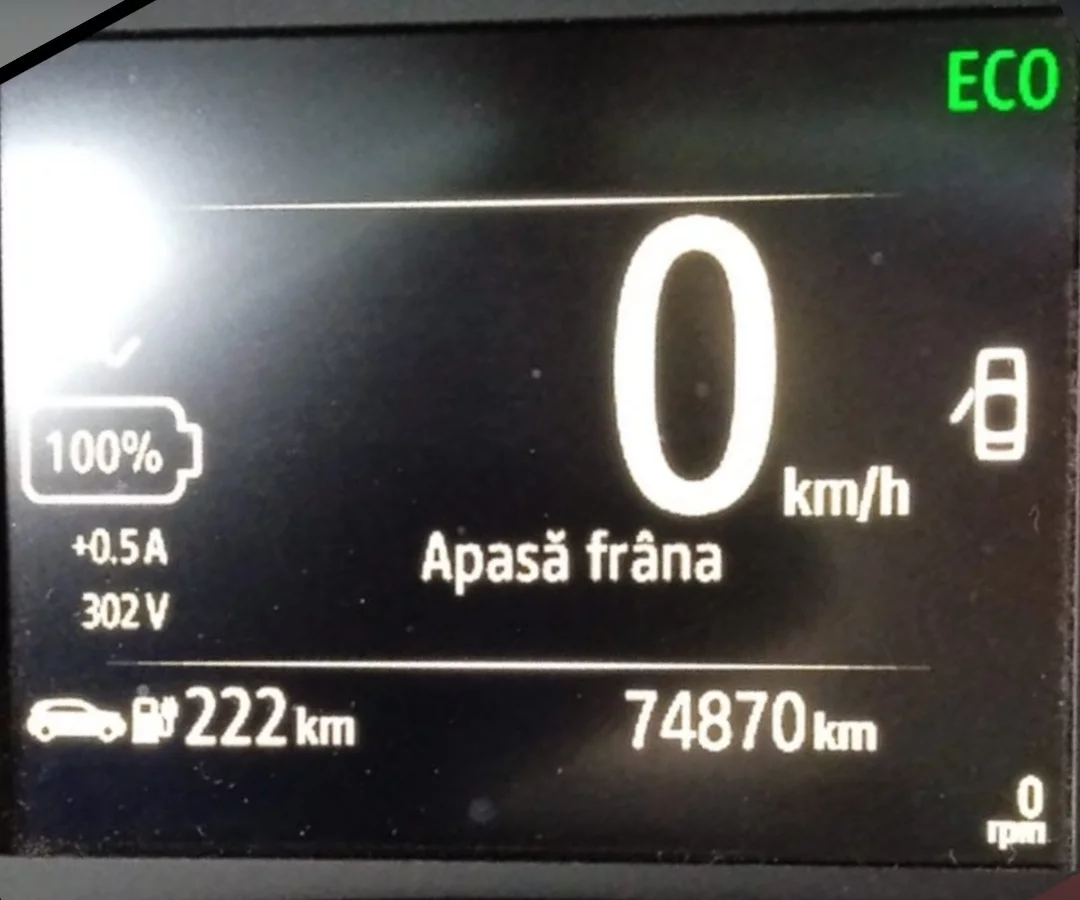 ECO
0 km/h
100%
+0.5 A
302 V
Apasă frâna
222 km
74870 km
0
rpm